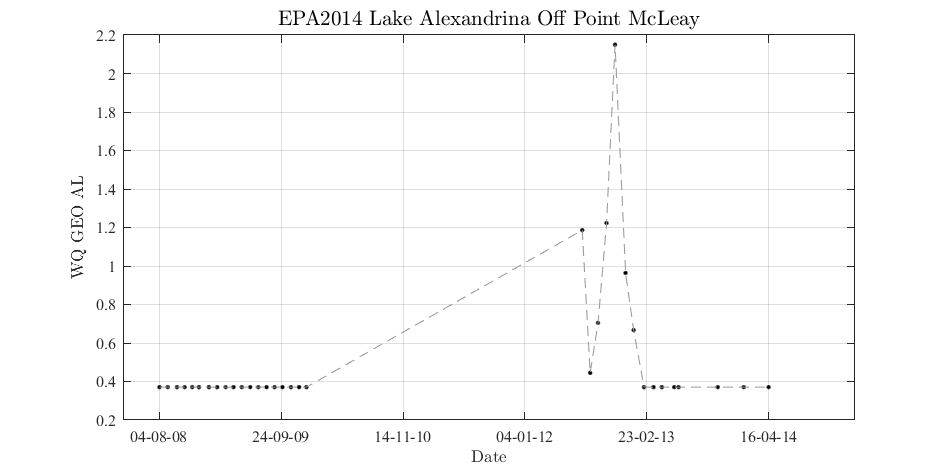 EPA2014 Lake Alexandrina Off Point McLeay
2.2
2
1.8
1.6
1.4
1.2
1
0.8
0.6
0.4
0.2
WQ GEO AL
04-08-08 24-09-09 14-11-10 04-01-12 23-02-13 16-04-14
Date